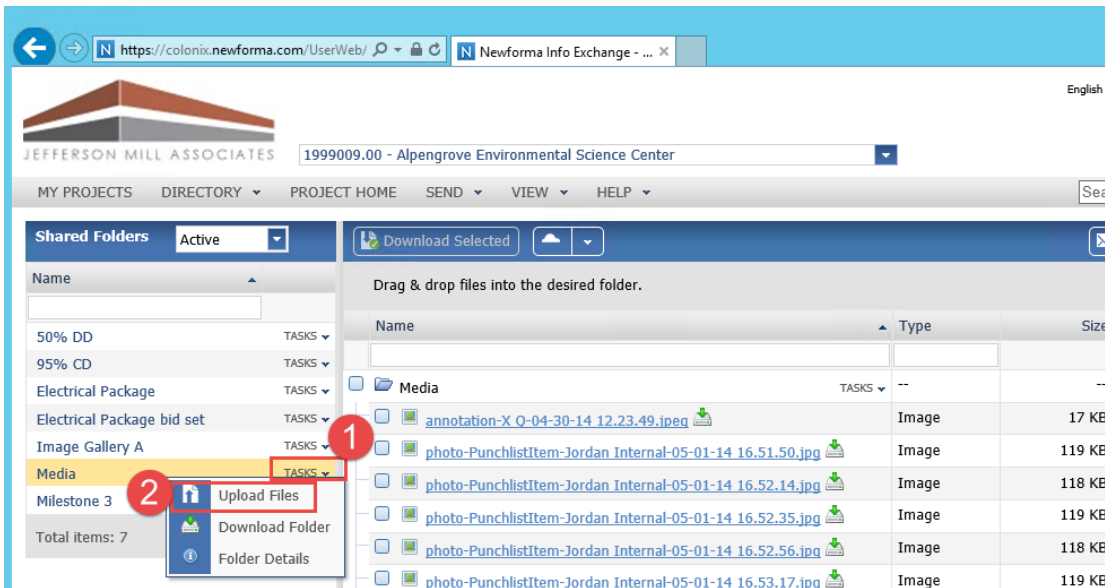 https://colonix.newforma.com/UserWeb/
Newforma Info Exchange - ...
English
JEFFERSON MILL ASSOCIATES
1999009.00 - Alpengrove Environmental Science Center
MY PROJECTS DIRECTORY PROJECT HOME SEND VIEW HELP
Sea
Shared Folders Active
Download Selected
Name
Drag & drop files into the desired folder.
Name Type Size
50% DD TASKS
95% CD TASKS
Electrical Package TASKS
Media TASKS -- --
Electrical Package bid set TASKS
annotation-X Q-04-30-14 12.23.49.jpeg Image 17 KB
Image Gallery A TASKS
1
photo-PunchlistItem-Jordan Internal-05-01-14 16.51.50.jpg Image 119 KB
Media TASKS
photo-PunchlistItem-Jordan Internal-05-01-14 16.52.14.jpg Image 118 KB
Milestone 3
2
Upload Files
photo-PunchlistItem-Jordan Internal-05-01-14 16.52.35.jpg Image 119 KB
Total items: 7
Download Folder
photo-PunchlistItem-Jordan Internal-05-01-14 16.52.56.jpg Image 118 KB
Folder Details
photo-PunchlistItem-Jordan Internal-05-01-14 16.53.17.jpg Image 119 KB